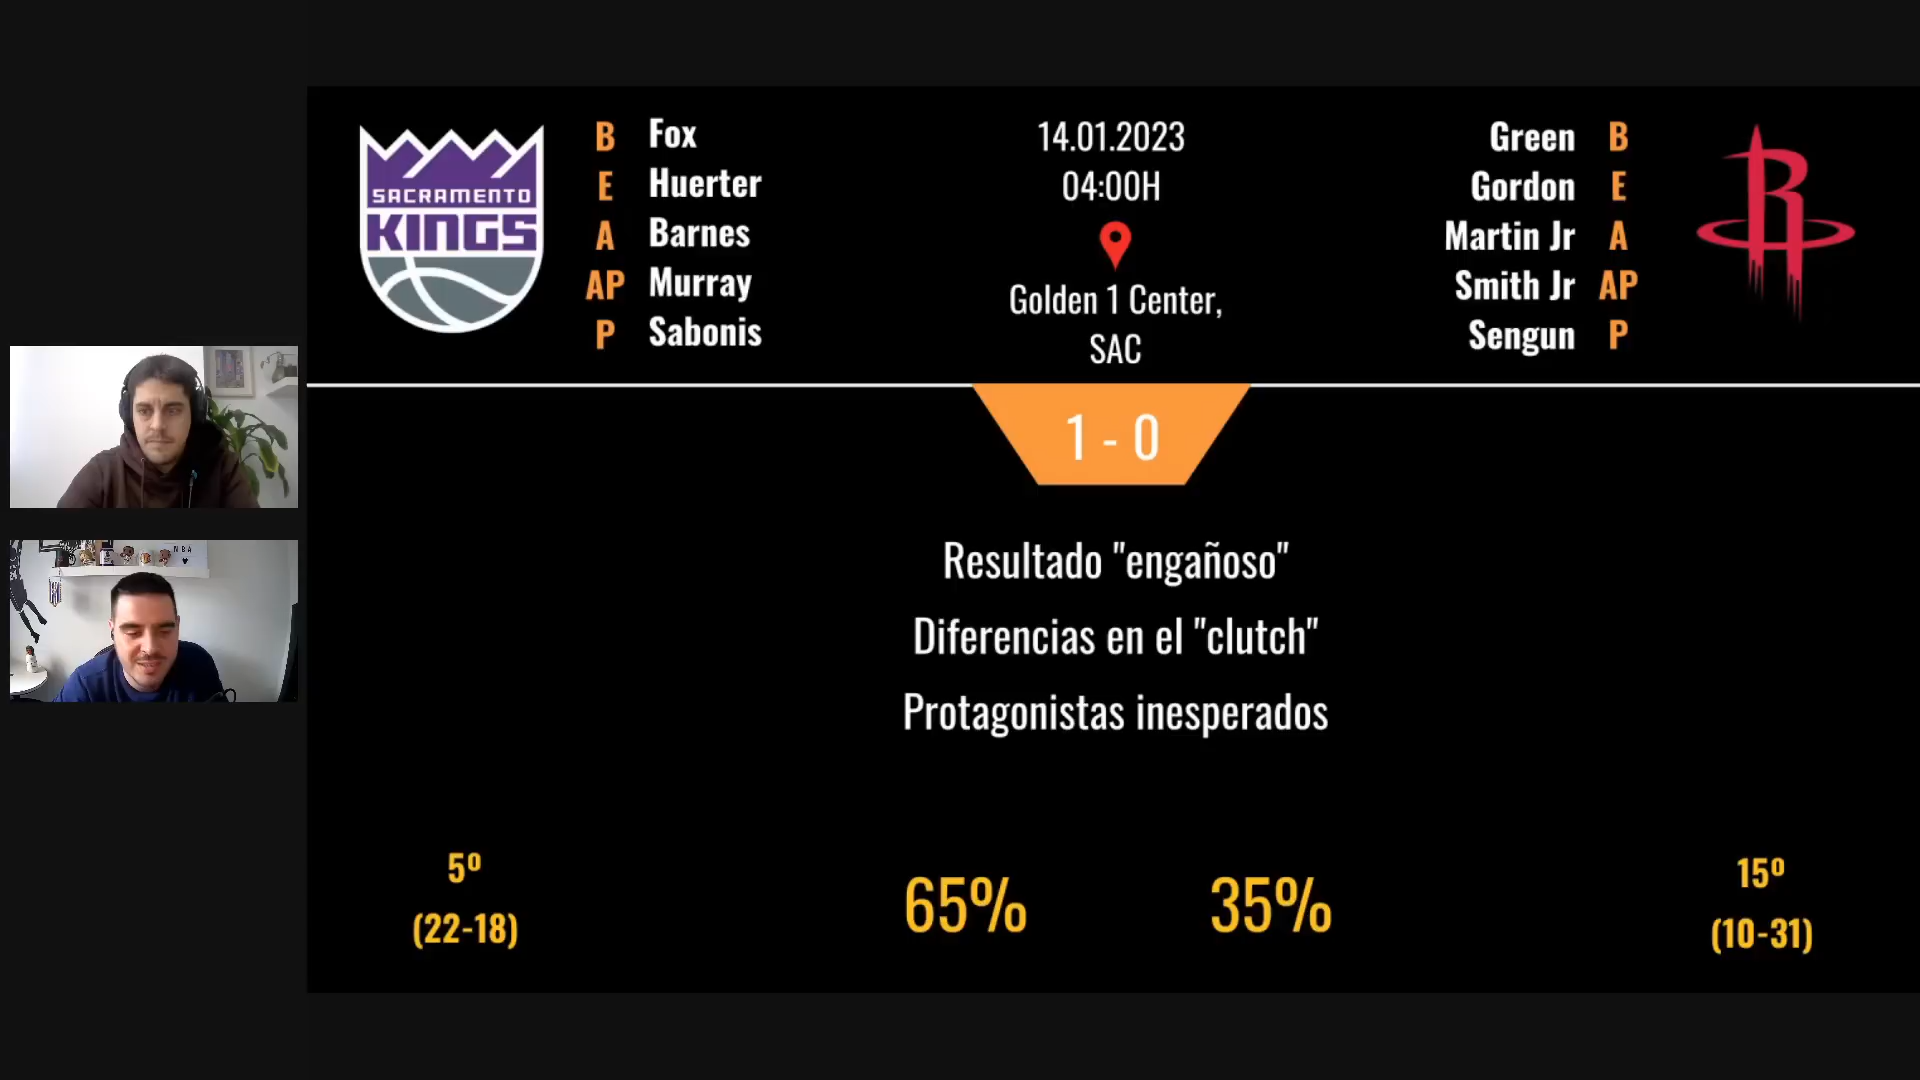 SACRAMENTO
KINGS
B Fox
E Huerter
A Barnes
AP Murray
P Sabonis
14.01.2023
04:00H
Golden 1 Center,
SAC
Green B
Gordon E
Martin Jr A
Smith Jr AP
Sengun P
R
1 - 0
NBA
Resultado "engañoso"
Diferencias en el "clutch"
Protagonistas inesperados
5º
(22-18)
65%
35%
15º
(10-31)